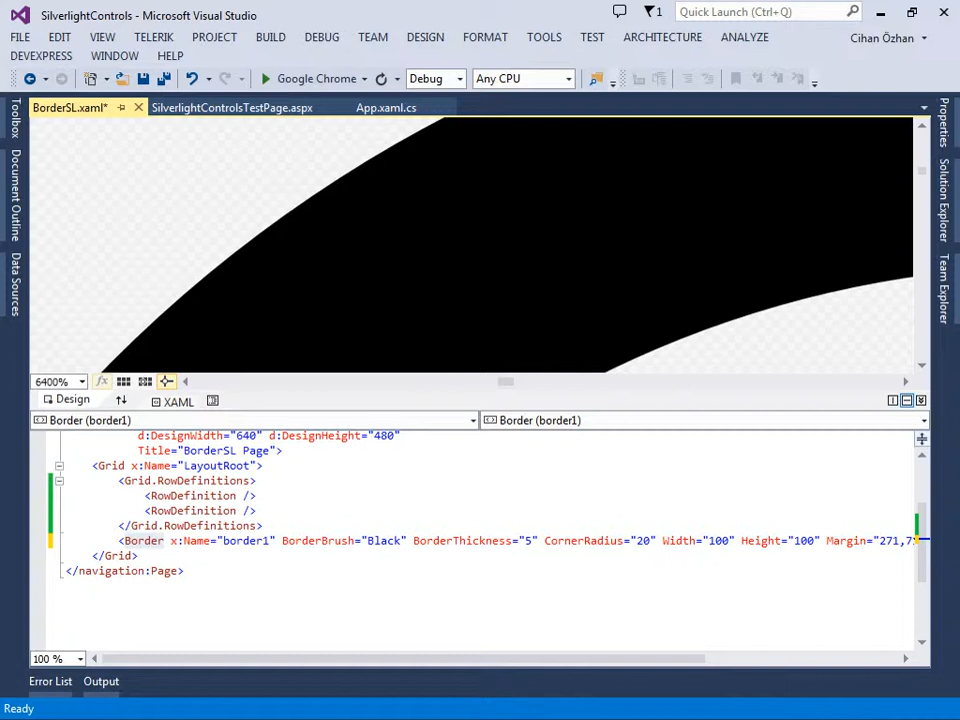 SilverlightControls - Microsoft Visual Studio
1
Quick Launch (Ctrl+Q)
FILE EDIT VIEW TELERIK PROJECT BUILD DEBUG TEAM DESIGN FORMAT TOOLS TEST ARCHITECTURE ANALYZE
Cihan Özhan
DEVEXPRESS WINDOW HELP
Google Chrome Debug Any CPU
BorderSL.xaml* SilverlightControlsTestPage.aspx App.xaml.cs
Toolbox
Document Outline
Data Sources
Properties
Solution Explorer
Team Explorer
6400% fx
Design XAML
Border (border1) Border (border1)
d:DesignWidth="640" d:DesignHeight="480"
Title="BorderSL Page">
<Grid x:Name="LayoutRoot">
<Grid.RowDefinitions>
<RowDefinition />
<RowDefinition />
</Grid.RowDefinitions>
<Border x:Name="border1" BorderBrush="Black" BorderThickness="5" CornerRadius="20" Width="100" Height="100" Margin="271,7
</Grid>
</navigation:Page>
100 %
Error List Output
Ready